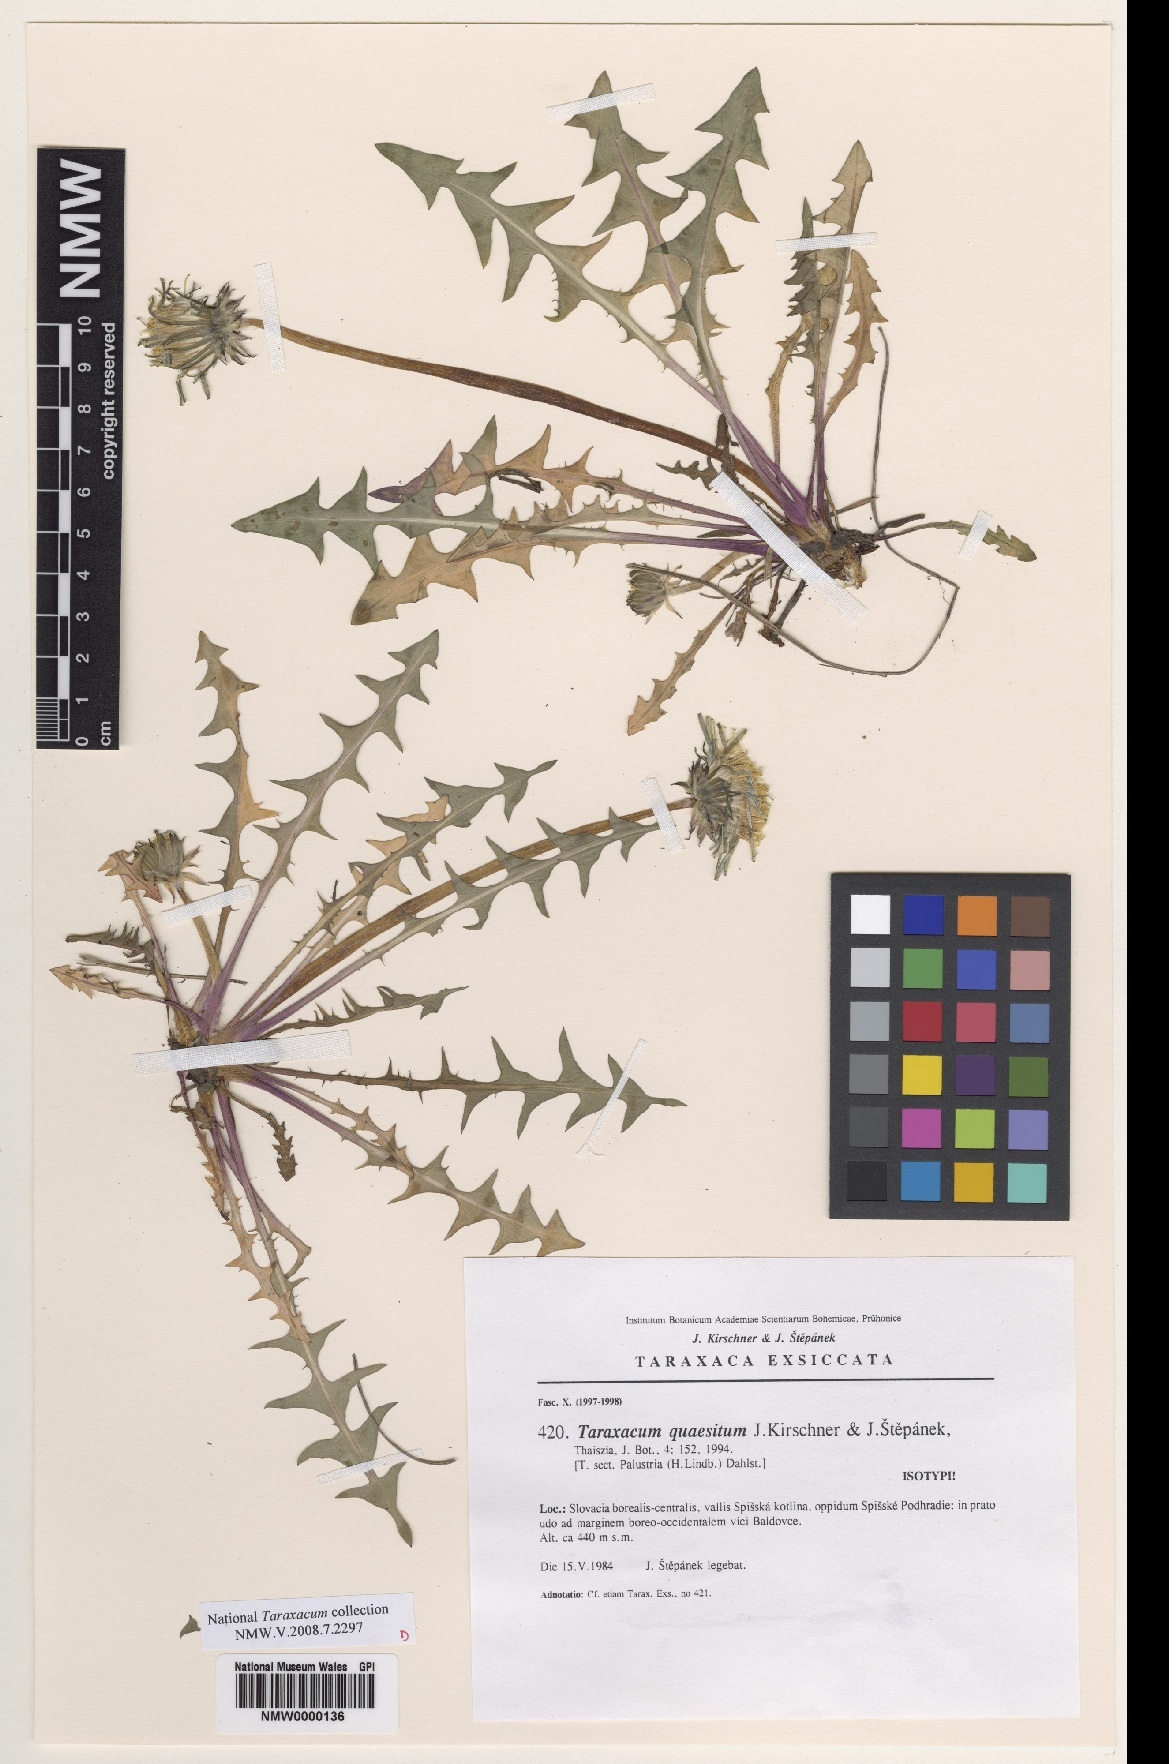 NMW
copyright reserved
0 1 2 3 4 5 6 7 8 9 10
cm
Institutum Botanicum Academiae Scientiarum Bohemicae, Průhonice
J. Kirschner & J. Štěpánek
TARAXACA EXSICCATA
Fasc. X. (1997-1998)
420. Taraxacum quaesitum J.Kirschner & J.Štěpánek,
Thaiszia, J. Bot., 4: 152, 1994.
[T. sect. Palustria (H.Lindb.) Dahlst.]
ISOTYPI!
Loc.: Slovacia borealis-centralis, vallis Spišská kotlina, oppidum Spišské Podhradie: in prato
udo ad marginem boreo-occidentalem vici Baldovce.
Alt. ca 440 m s.m.
Die 15.V.1984 J. Štěpánek legebat.
Adnotatio: Cf. etiam Tarax. Exs., no 421.
National Taraxacum collection
NMW.V.2008.7.2297
D
National Museum Wales GPI
NMW0000136